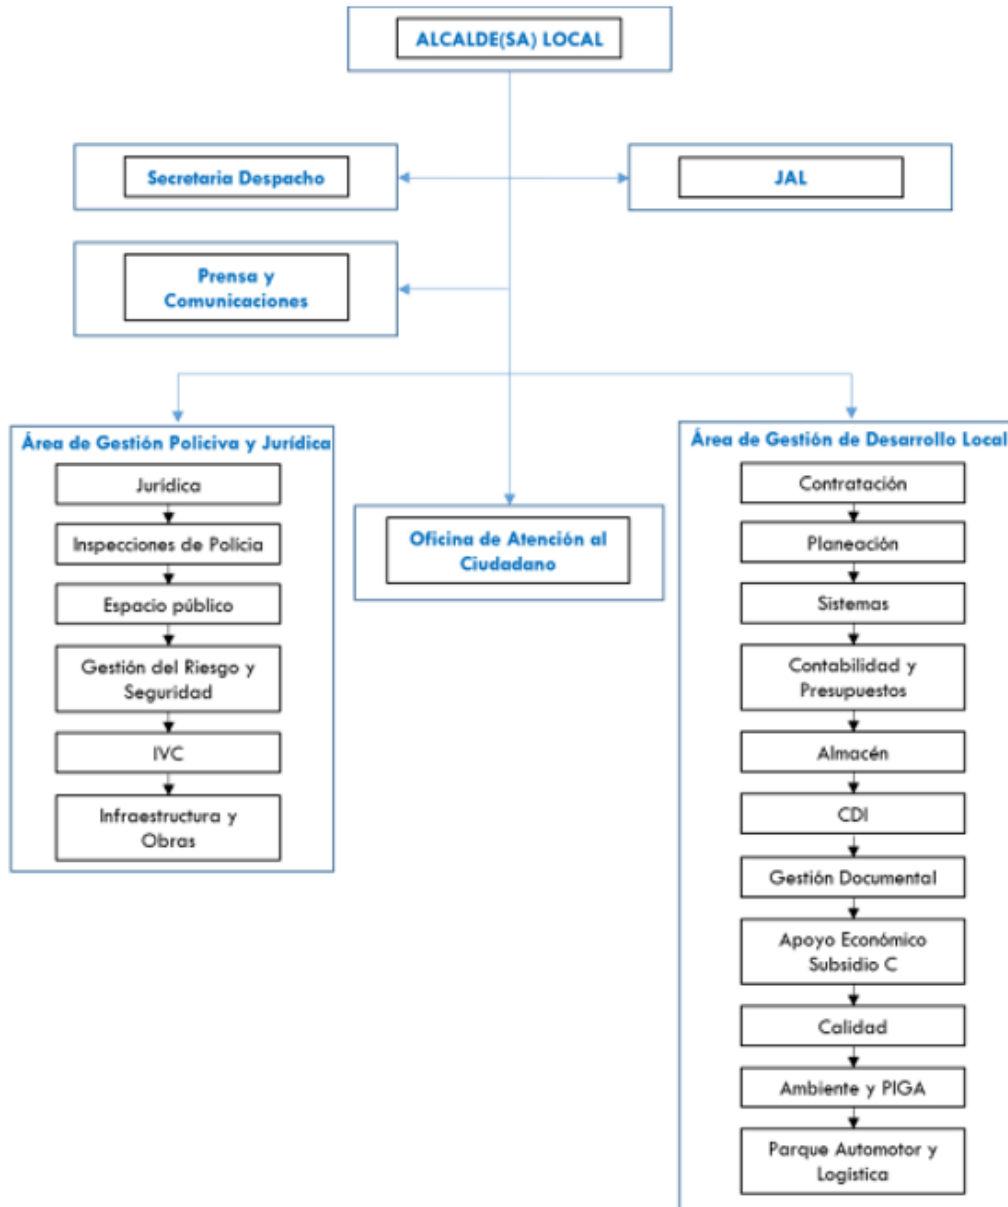 ALCALDE(SA) LOCAL
Secretaria Despacho
JAL
Prensa y
Comunicaciones
Área de Gestión Policiva y Jurídica
Jurídica
Inspecciones de Policia
Espacio público
Gestión del Riesgo y
Seguridad
IVC
Infraestructura y
Obras
Oficina de Atención al
Ciudadano
Área de Gestión de Desarrollo Local
Contratación
Planeación
Sistemas
Contabilidad y
Presupuestos
Almacén
CDI
Gestión Documental
Apoyo Económico
Subsidio C
Calidad
Ambiente y PIGA
Parque Automotor y
Logística